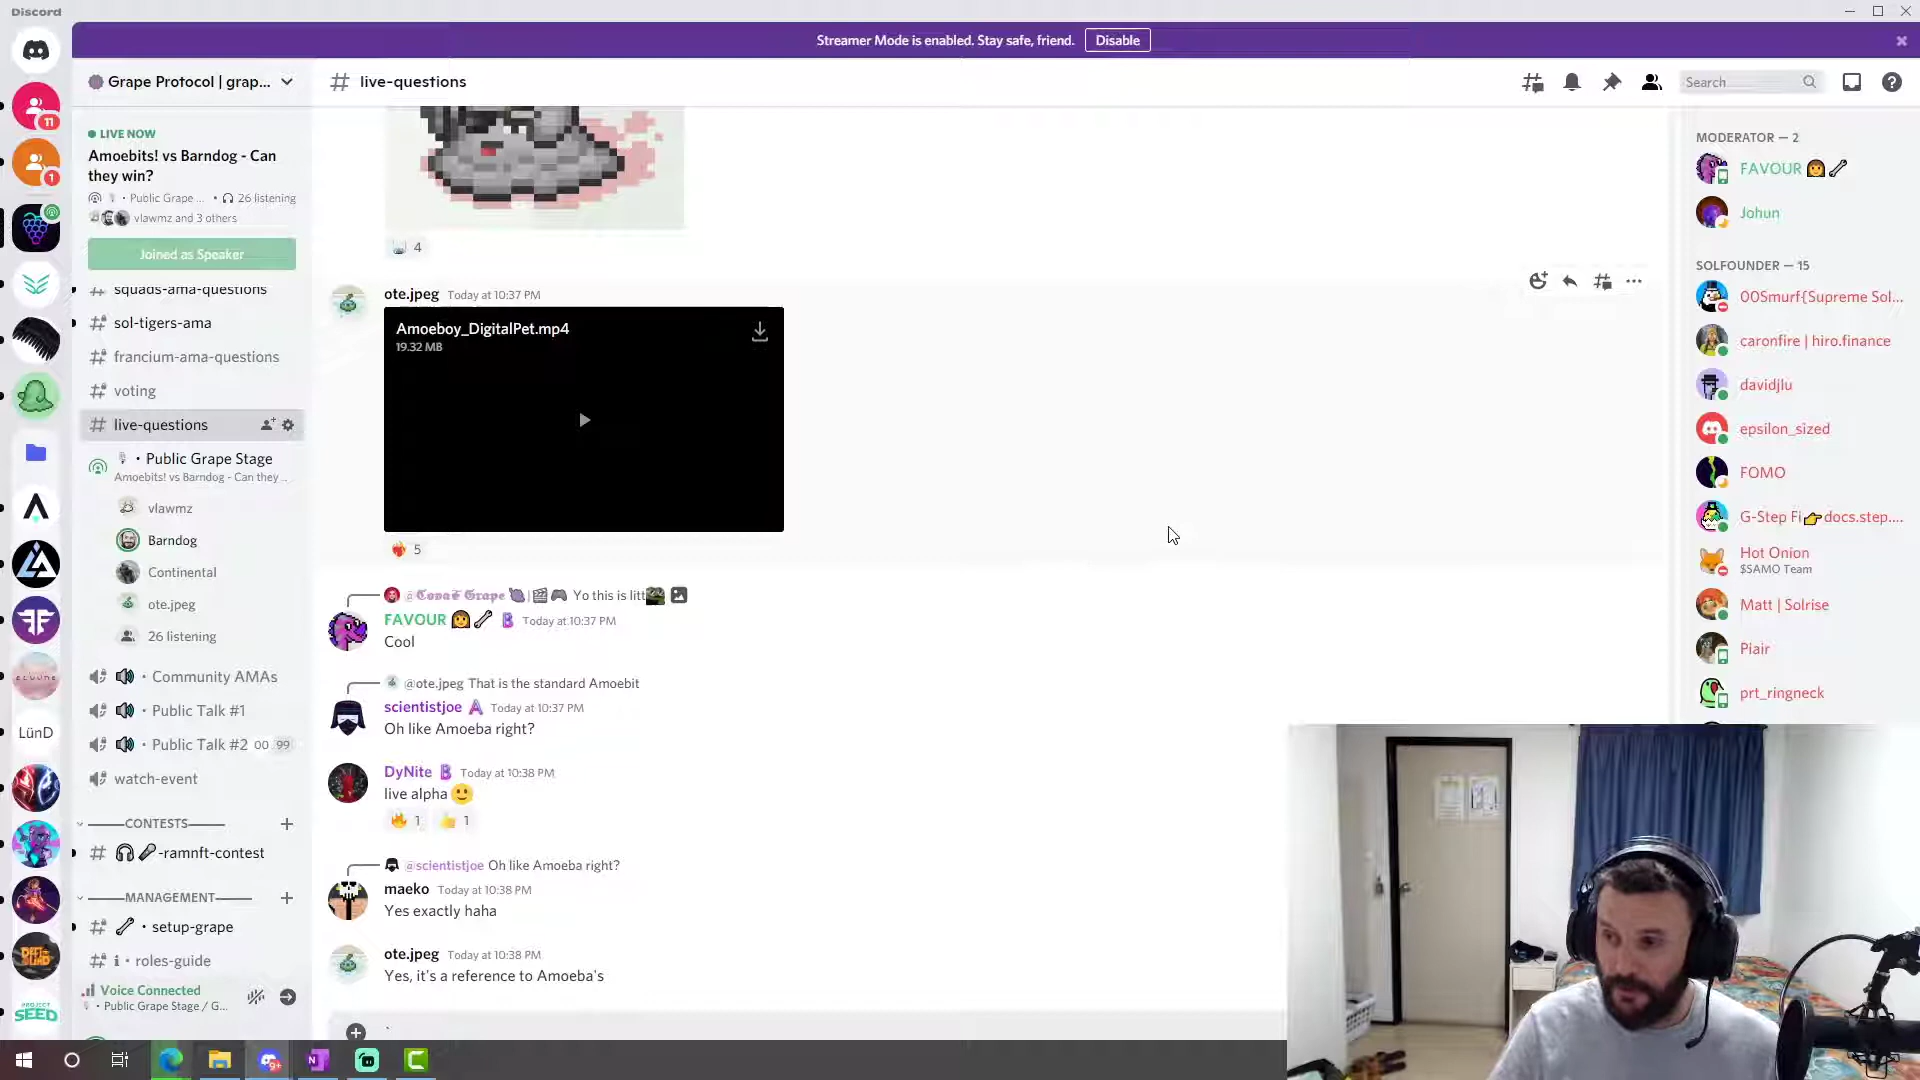 Discord
Streamer Mode is enabled. Stay safe, friend.
Disable
Grape Protocol | grap...
live-questions
Search
11
1
LIVE NOW
Amoebits! vs Barndog - Can
they win?
Public Grape ... • 26 listening
vlawmz and 3 others
Joined as Speaker
squads-ama-questions
sol-tigers-ama
francium-ama-questions
voting
live-questions
• Public Grape Stage
Amoebits! vs Barndog - Can they ...
vlawmz
Barndog
Continental
ote.jpeg
26 listening
• Community AMAs
• Public Talk #1
• Public Talk #2 00 99
watch-event
CONTESTS
-ramnft-contest
MANAGEMENT
• setup-grape
• roles-guide
Voice Connected
• Public Grape Stage / G...
LünD
PROJECT
SEED
4
ote.jpeg Today at 10:37 PM
Amoeboy_DigitalPet.mp4
19.32 MB
5
Yo this is litt
FAVOUR B Today at 10:37 PM
Cool
@ote.jpeg That is the standard Amoebit
scientistjoe A Today at 10:37 PM
Oh like Amoeba right?
DyNite B Today at 10:38 PM
live alpha
1 1
@scientistjoe Oh like Amoeba right?
maeko Today at 10:38 PM
Yes exactly haha
ote.jpeg Today at 10:38 PM
Yes, it's a reference to Amoeba's
MODERATOR — 2
FAVOUR
Johun
SOLFOUNDER — 15
00Smurf{Supreme Sol...
caronfire | hiro.finance
davidjlu
epsilon_sized
FOMO
G-Step Fi docs.step....
Hot Onion
$SAMO Team
Matt | Solrise
Piair
prt_ringneck